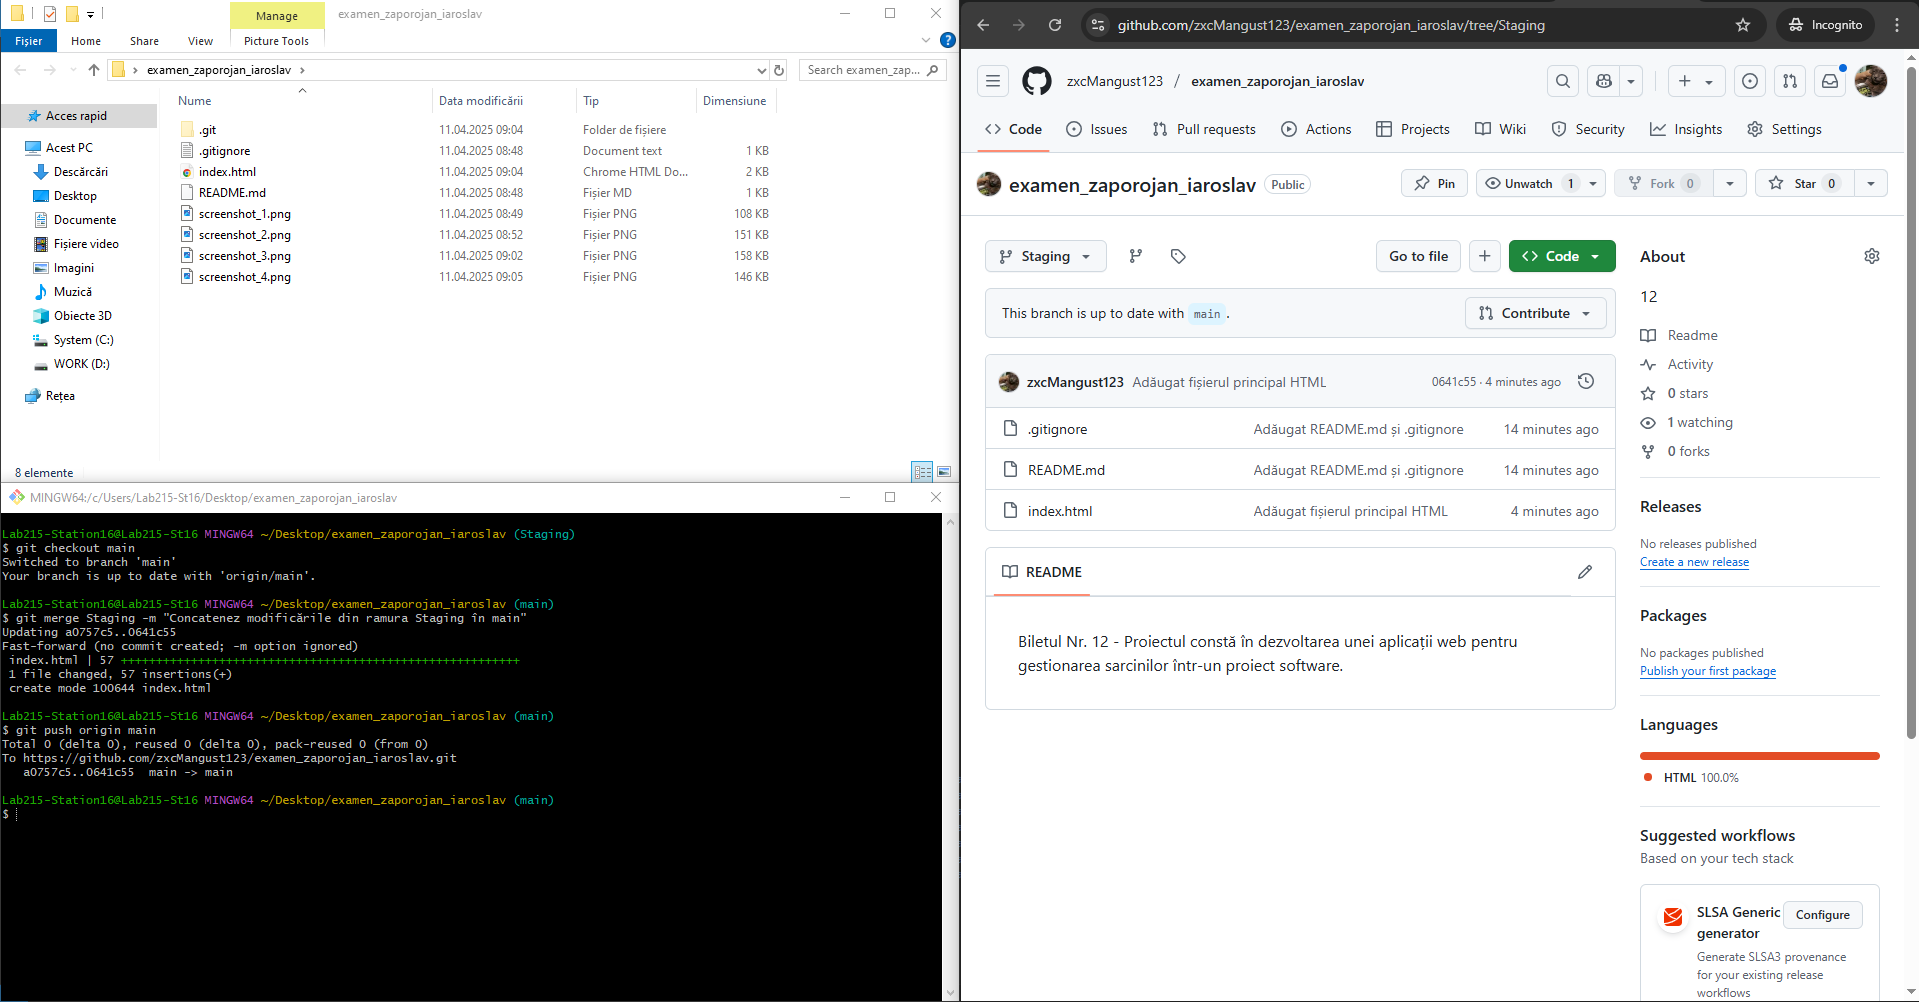 Manage
examen_zaporojan_iaroslav
Fișier
Home
Share
View
Picture Tools
examen_zaporojan_iaroslav
Search examen_zap...
Name
Data modificării
Tip
Dimensiune
.git 11.04.2025 09:04 Folder de fișiere
.gitignore 11.04.2025 08:48 Document text 1 KB
index.html 11.04.2025 09:04 Chrome HTML Do... 2 KB
README.md 11.04.2025 08:48 Fișier MD 1 KB
screenshot_1.png 11.04.2025 08:49 Fișier PNG 108 KB
screenshot_2.png 11.04.2025 08:52 Fișier PNG 151 KB
screenshot_3.png 11.04.2025 09:02 Fișier PNG 158 KB
screenshot_4.png 11.04.2025 09:05 Fișier PNG 146 KB
Acces rapid
Acest PC
Descărcări
Desktop
Documente
Fișiere video
Imagini
Muzică
Obiecte 3D
System (C:)
WORK (D:)
Rețea
8 elemente
MINGW64:/c/Users/Lab215-St16/Desktop/examen_zaporojan_iaroslav
Lab215-Station16@Lab215-St16 MINGW64 ~/Desktop/examen_zaporojan_iaroslav (Staging)
$ git checkout main
Switched to branch 'main'
Your branch is up to date with 'origin/main'.
Lab215-Station16@Lab215-St16 MINGW64 ~/Desktop/examen_zaporojan_iaroslav (main)
$ git merge Staging -m "Concatenez modificările din ramura Staging în main"
Updating a0757c5..0641c55
Fast-forward (no commit created; -m option ignored)
index.html | 57 +++++++++++++++++++++++++++++++++++++++++++++++++++++++++
1 file changed, 57 insertions(+)
create mode 100644 index.html
Lab215-Station16@Lab215-St16 MINGW64 ~/Desktop/examen_zaporojan_iaroslav (main)
$ git push origin main
Total 0 (delta 0), reused 0 (delta 0), pack-reused 0 (from 0)
To https://github.com/zxcMangust123/examen_zaporojan_iaroslav.git
a0757c5..0641c55 main -> main
Lab215-Station16@Lab215-St16 MINGW64 ~/Desktop/examen_zaporojan_iaroslav (main)
$
github.com/zxcMangust123/examen_zaporojan_iaroslav/tree/Staging
Incognito
zxcMangust123 / examen_zaporojan_iaroslav
Code
Issues
Pull requests
Actions
Projects
Wiki
Security
Insights
Settings
examen_zaporojan_iaroslav
Public
Pin
Unwatch 1
Fork 0
Star 0
Staging
Go to file
Code
This branch is up to date with main.
Contribute
zxcMangust123 Adăugat fișierul principal HTML 0641c55 · 4 minutes ago
.gitignore Adăugat README.md și .gitignore 14 minutes ago
README.md Adăugat README.md și .gitignore 14 minutes ago
index.html Adăugat fișierul principal HTML 4 minutes ago
README
Biletul Nr. 12 - Proiectul constă în dezvoltarea unei aplicații web pentru
gestionarea sarcinilor într-un proiect software.
About
12
Readme
Activity
0 stars
1 watching
0 forks
Releases
No releases published
Create a new release
Packages
No packages published
Publish your first package
Languages
HTML 100.0%
Suggested workflows
Based on your tech stack
SLSA Generic
generator
Configure
Generate SLSA3 provenance
for your existing release
workflows